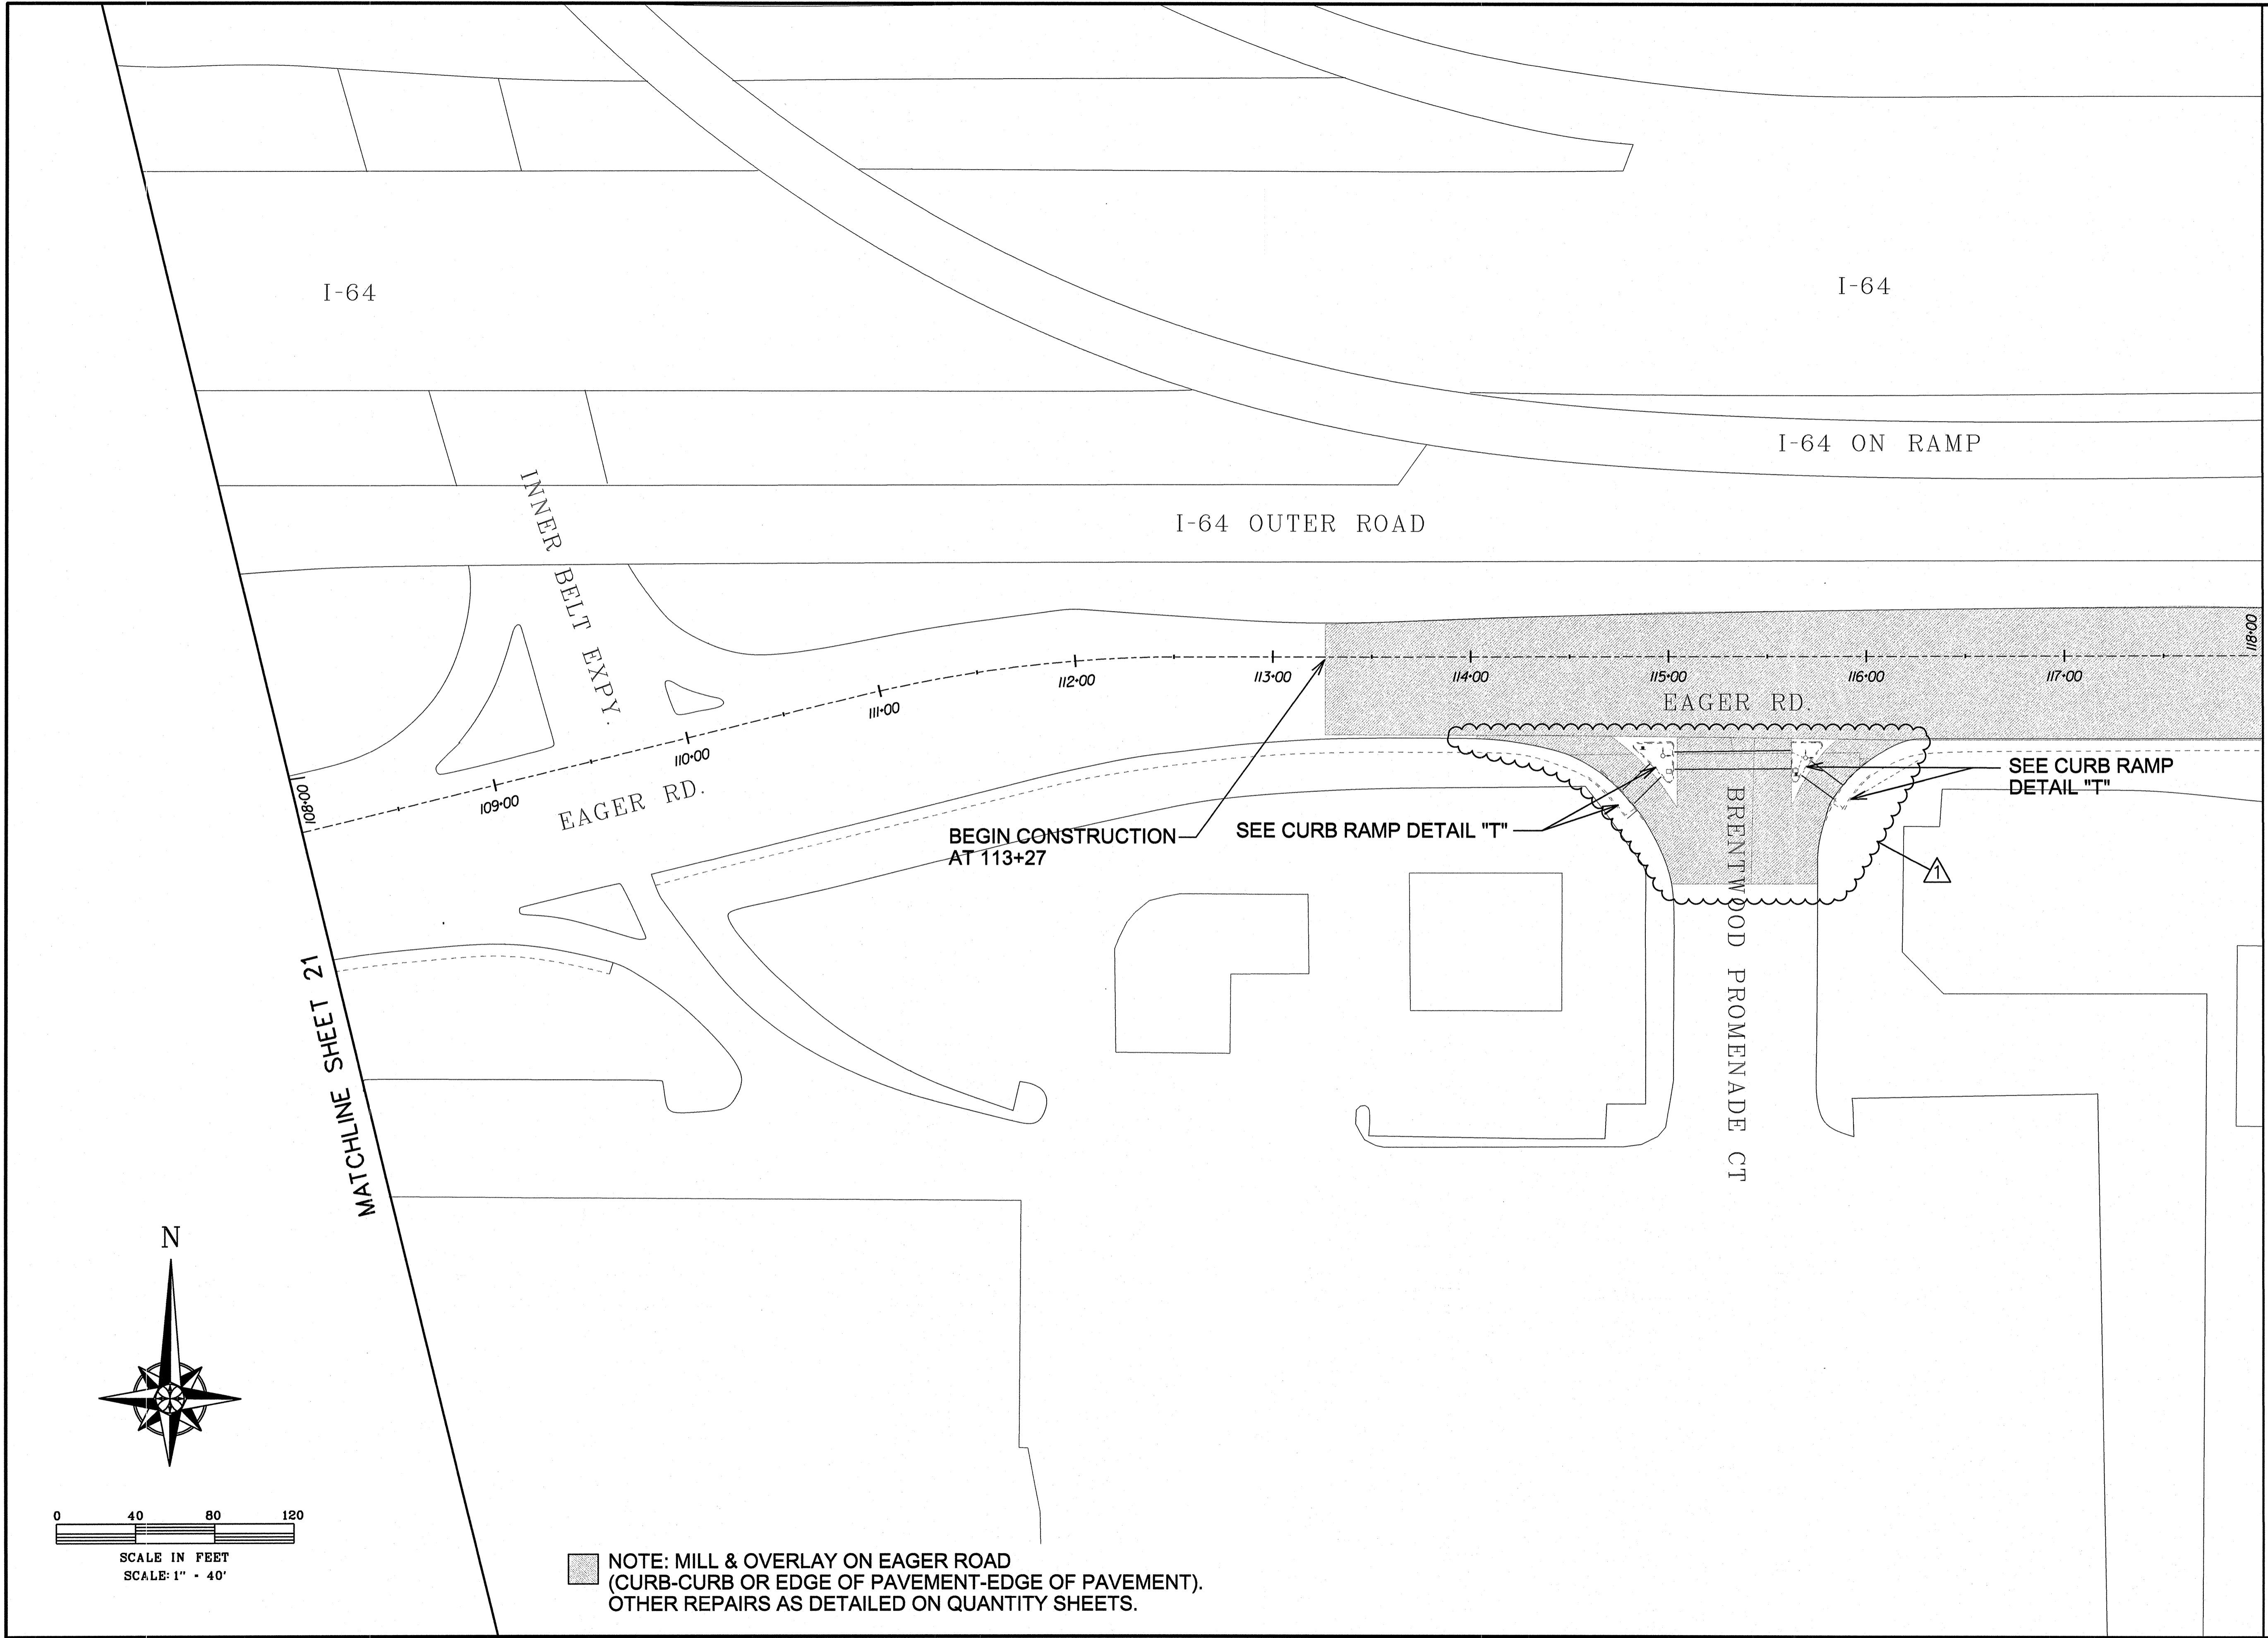 I-64
I-64
I-64 ON RAMP
I-64 OUTER ROAD
INNER BELT EXPY.
108+00
109+00
110+00
111+00
112+00
113+00
114+00
115+00
116+00
117+00
118+00
EAGER RD.
EAGER RD.
BEGIN CONSTRUCTION
AT 113+27
SEE CURB RAMP DETAIL "T"
SEE CURB RAMP
DETAIL "T"
1
BRENTWOOD PROMENADE CT
MATCHLINE SHEET 21
N
0 40 80 120
SCALE IN FEET
SCALE: 1" - 40'
NOTE: MILL & OVERLAY ON EAGER ROAD
(CURB-CURB OR EDGE OF PAVEMENT-EDGE OF PAVEMENT).
OTHER REPAIRS AS DETAILED ON QUANTITY SHEETS.